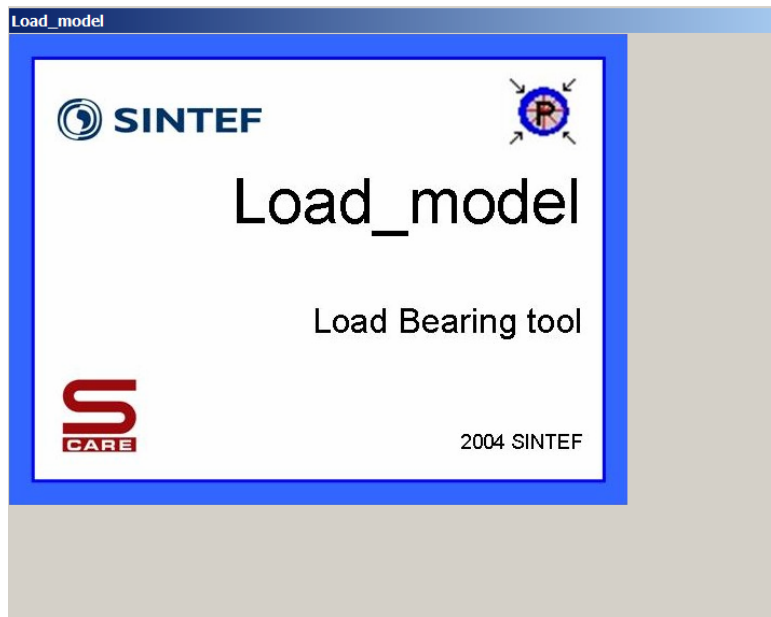 Load_model
SINTEF
P
Load_model
Load Bearing tool
S
CARE
2004 SINTEF